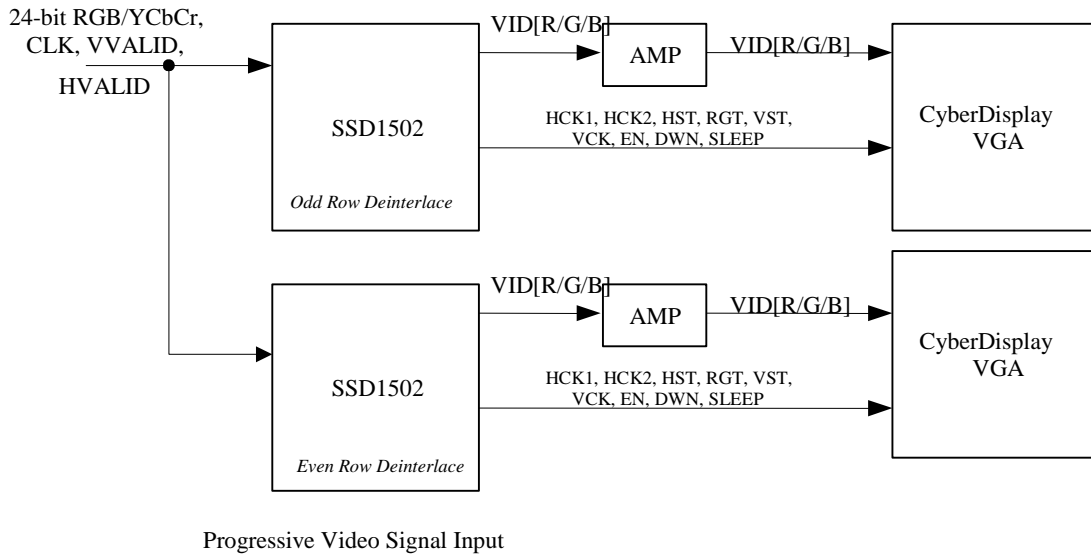 24-bit RGB/YCbCr,
CLK, VVALID,
HVALID
SSD1502
Odd Row Deinterlace
VID[R/G/B]
AMP
VID[R/G/B]
HCK1, HCK2, HST, RGT, VST,
VCK, EN, DWN, SLEEP
CyberDisplay
VGA
SSD1502
Even Row Deinterlace
VID[R/G/B]
AMP
VID[R/G/B]
HCK1, HCK2, HST, RGT, VST,
VCK, EN, DWN, SLEEP
CyberDisplay
VGA
Progressive Video Signal Input